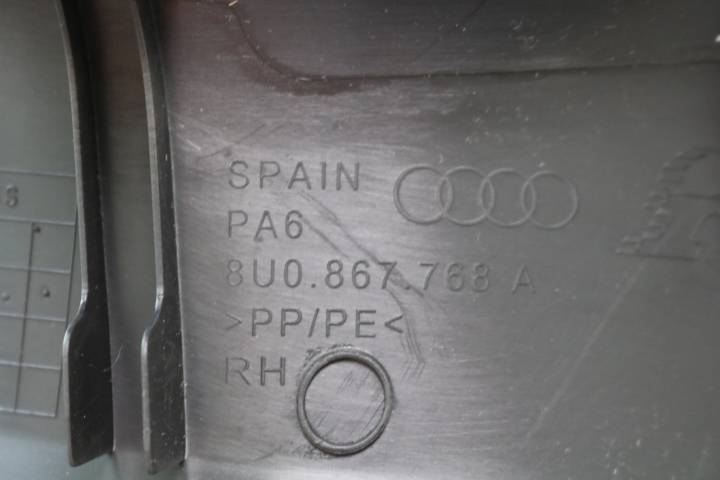 SPAIN
PA6
8U0.867.768 A
>PP/PE<
RH